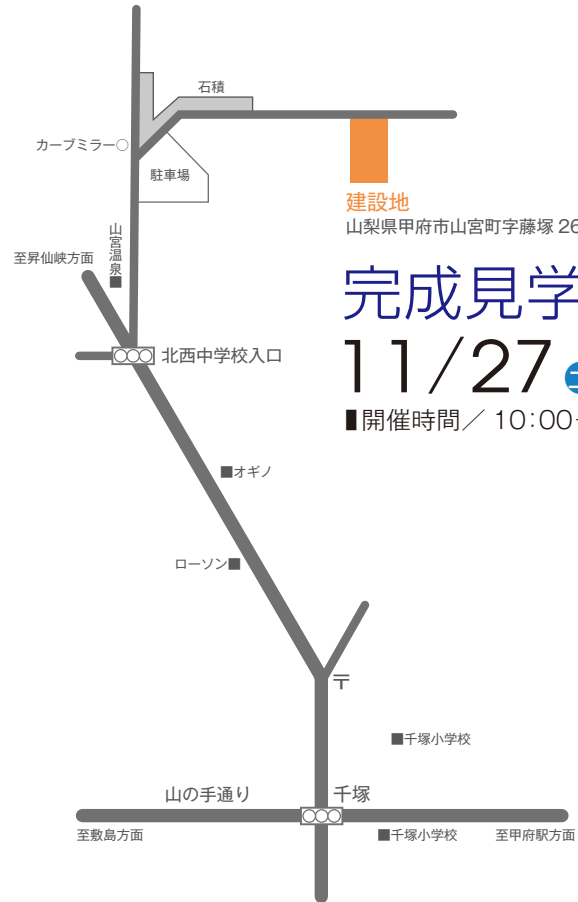 石積
カーブミラー○
駐車場
建設地
山梨県甲府市山宮町字藤塚 26
山宮温泉■
至昇仙峡方面
完成見学
11/27
■開催時間／10:00
北西中学校入口
■オギノ
ローソン■
〒
■千塚小学校
山の手通り
千塚
至敷島方面
■千塚小学校
至甲府駅方面